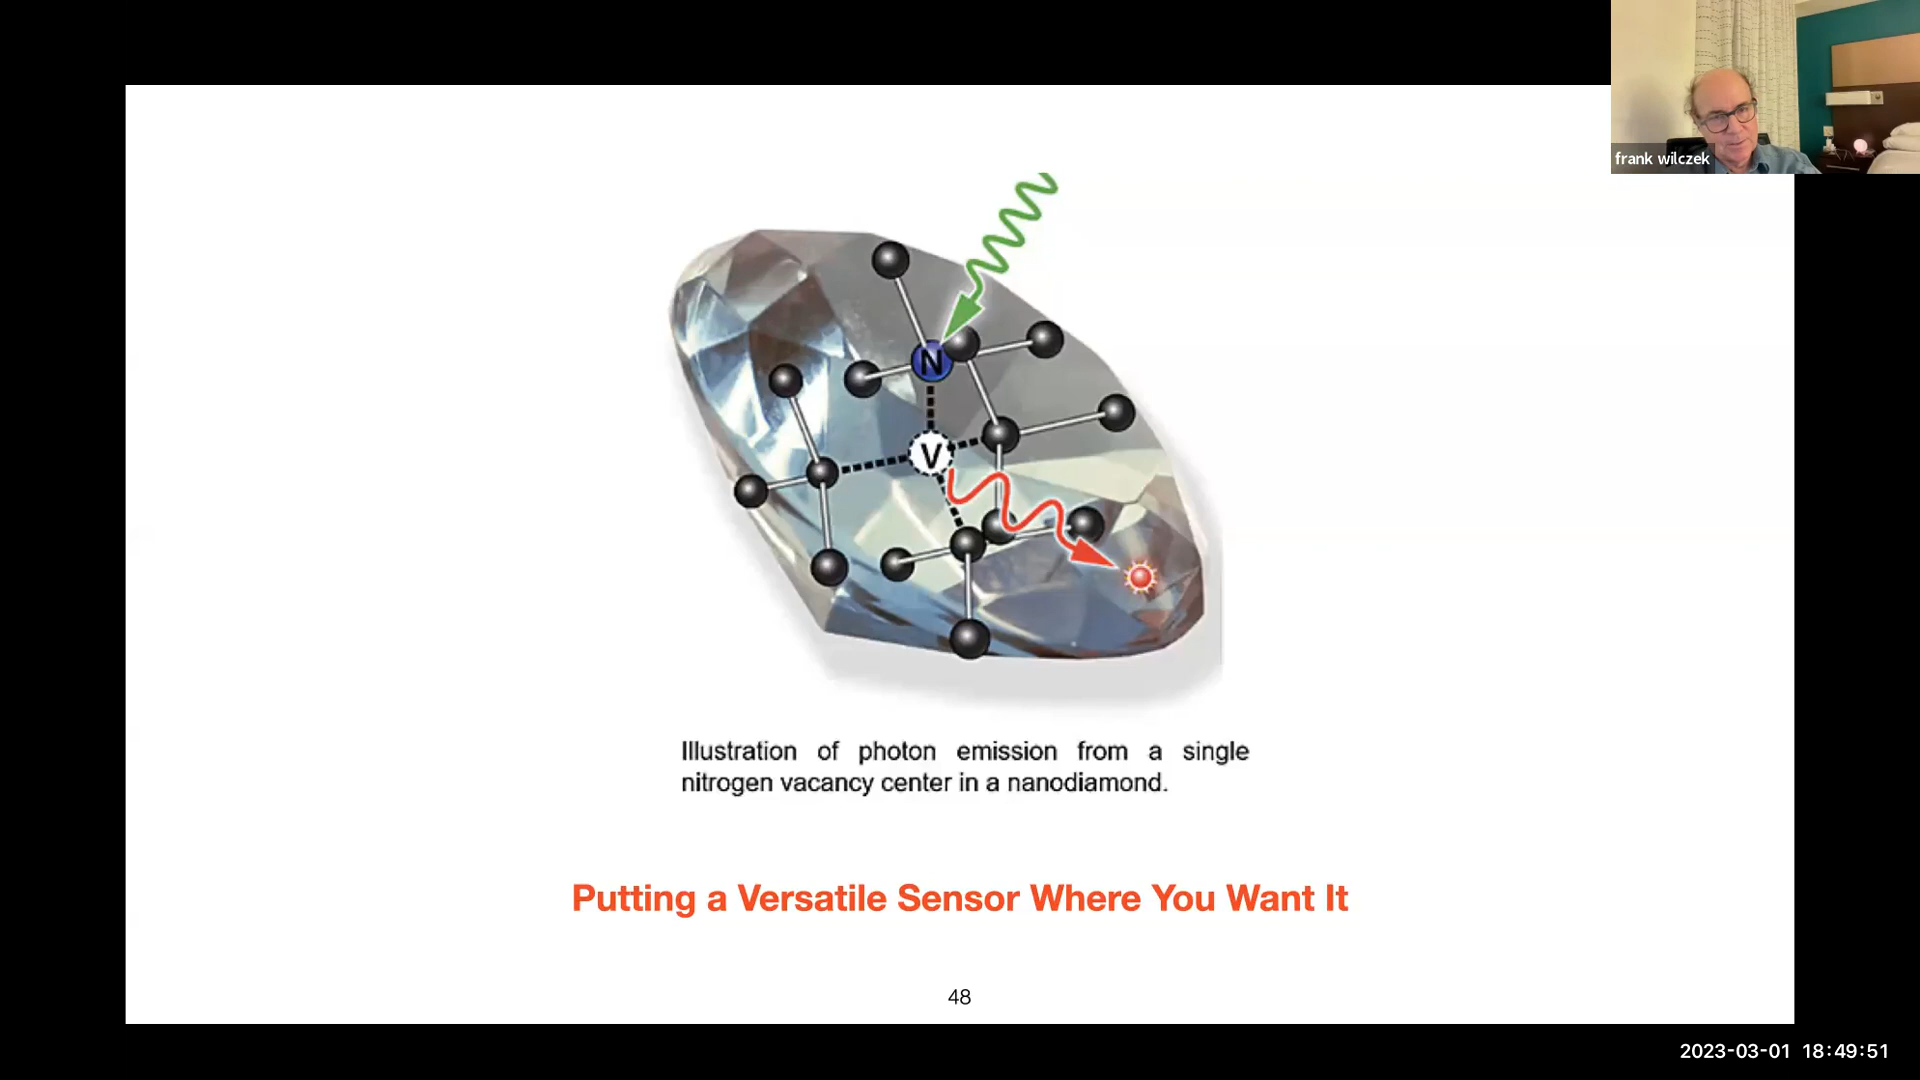 frank wilczek
N
V
Illustration of photon emission from a single
nitrogen vacancy center in a nanodiamond.
Putting a Versatile Sensor Where You Want It
48
2023-03-01 18:49:51